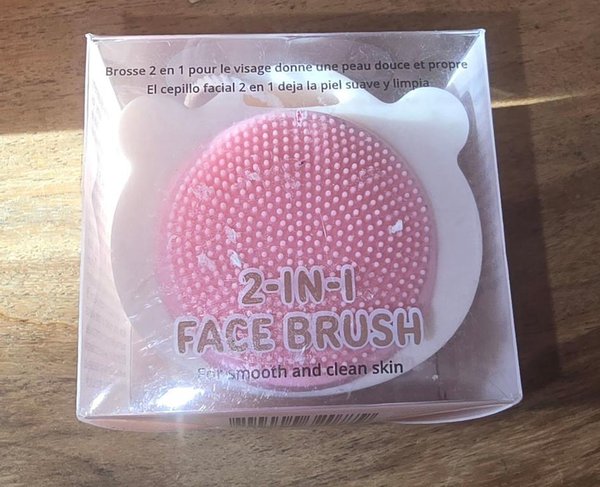 Brosse 2 en 1 pour le visage donne une peau douce et propre
El cepillo facial 2 en 1 deja la piel suave y limpia
2-IN-1
FACE BRUSH
For smooth and clean skin